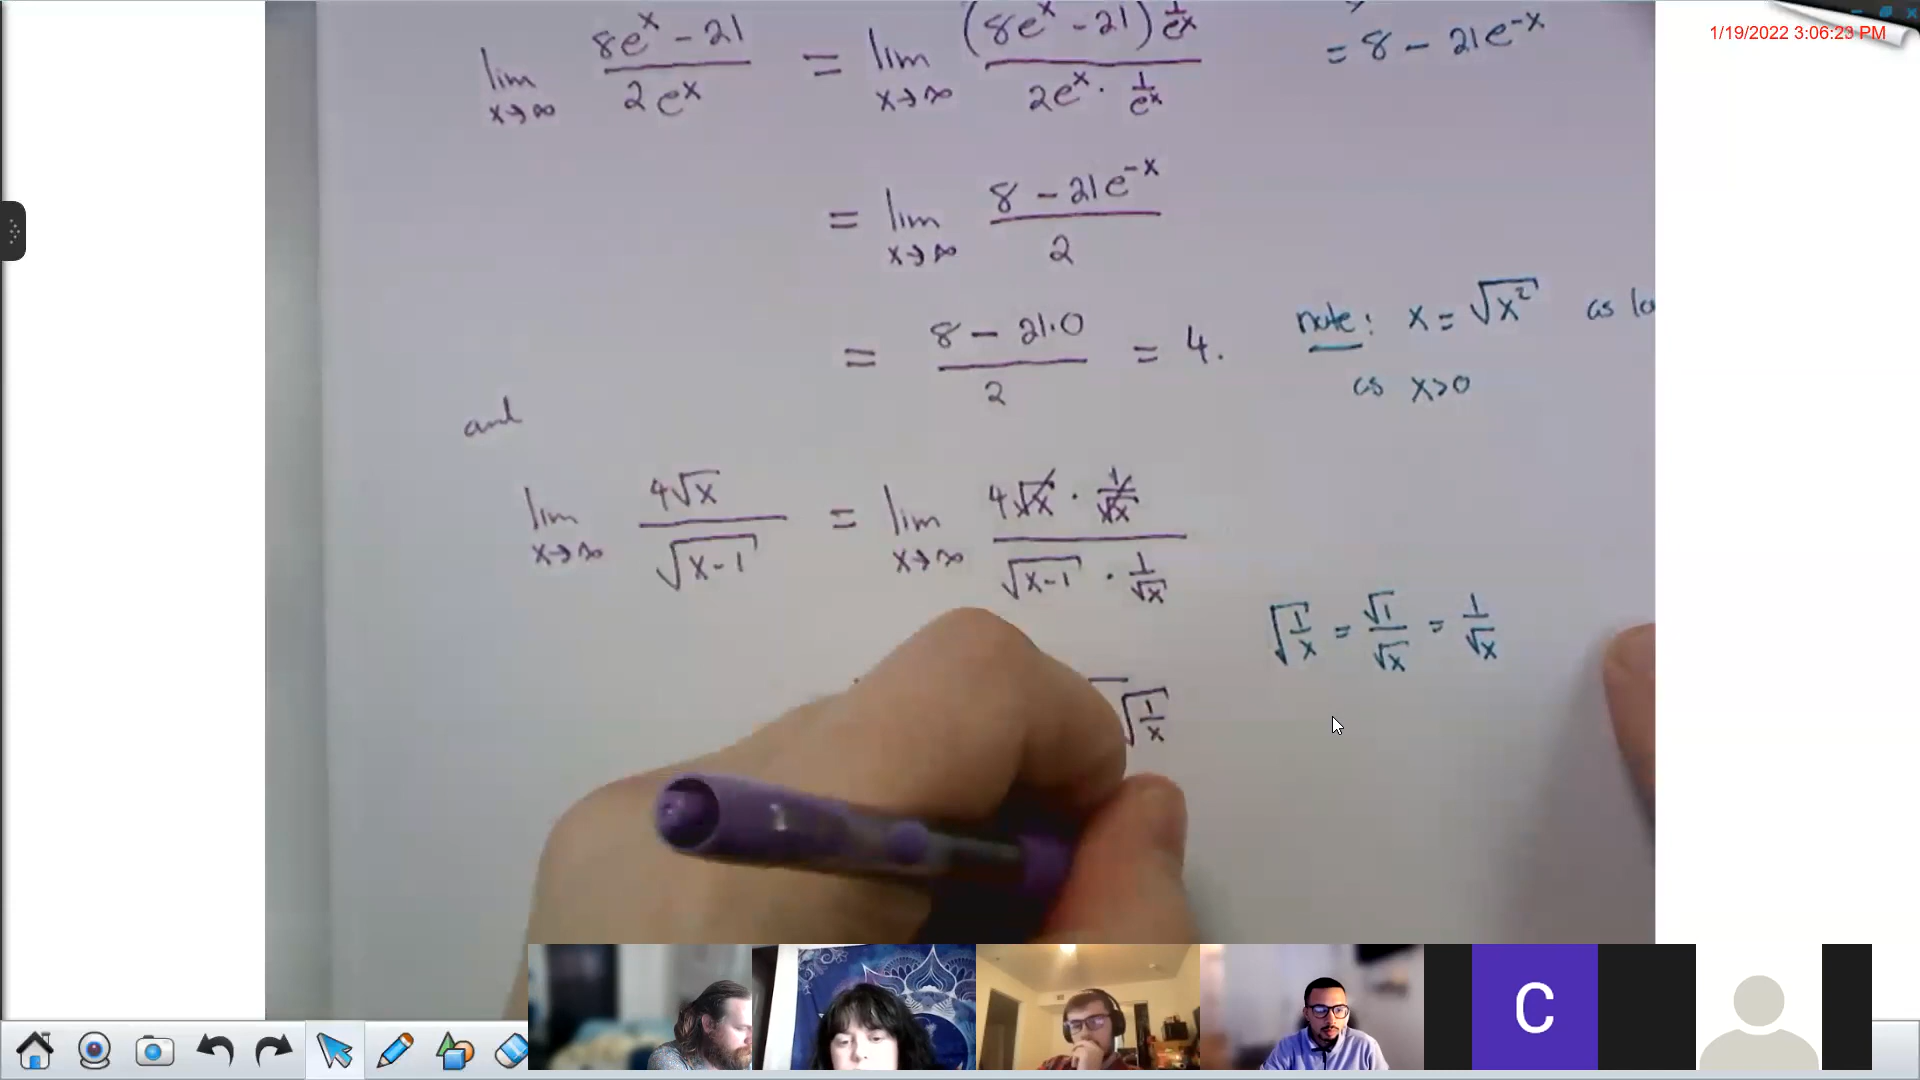 1/19/2022 3:06:23 PM
lim x→∞ (8e^x - 21)/(2e^x) = lim x→∞ ((8e^x - 21) 1/e^x)/(2e^x · 1/e^x)
= 8 - 21e^-x
= lim x→∞ (8 - 21e^-x)/2
= (8 - 21·0)/2 = 4.
note: x = √x² as lo
as x>0
and
lim x→∞ 4√x/√(x-1) = lim x→∞ (4√x · 1/√x)/(√(x-1) · 1/√x)
√(1/x) = √1/√x = 1/√x
√(1/x)
C